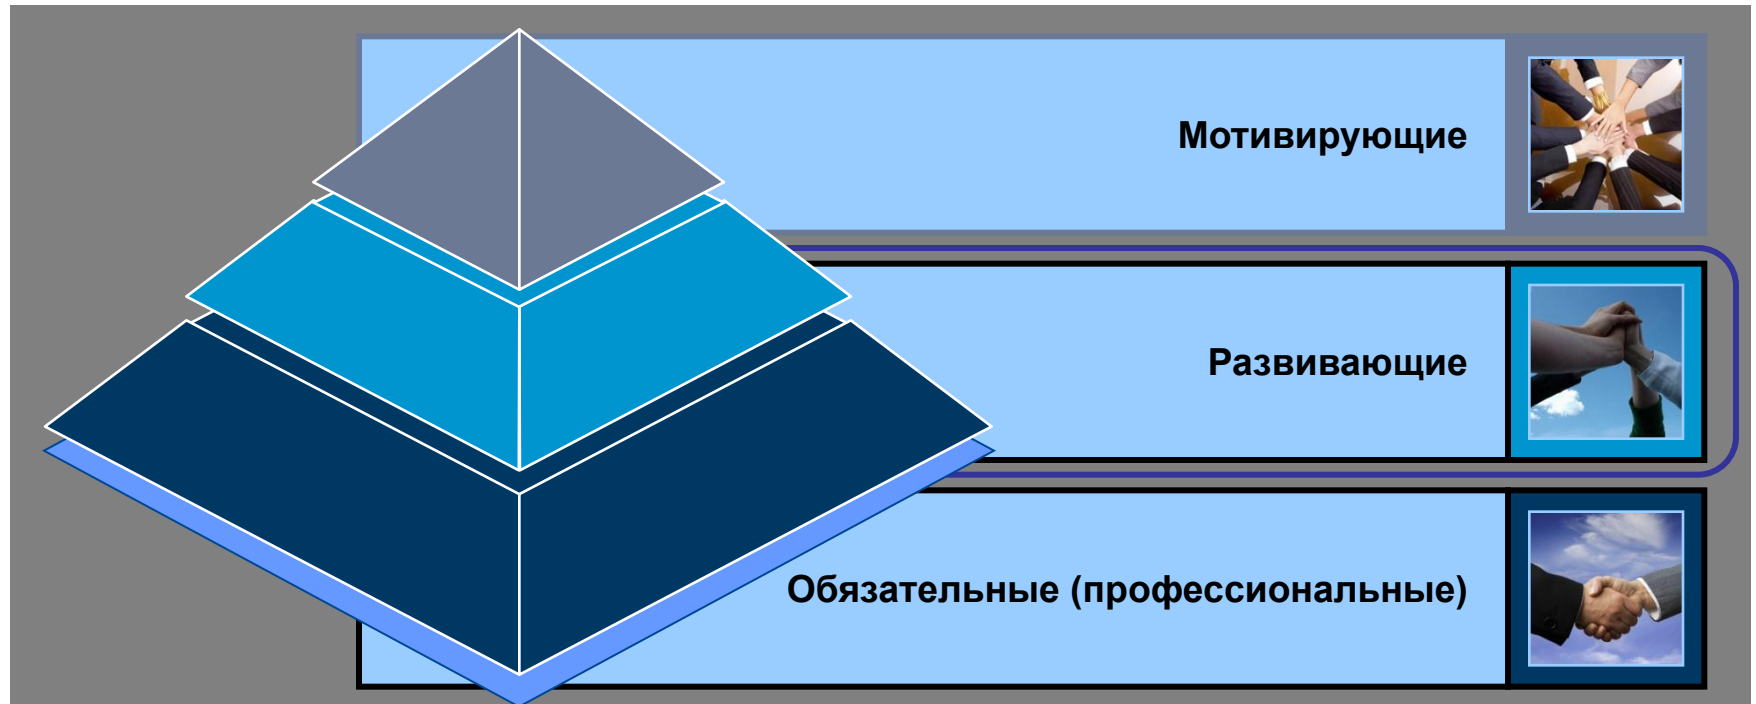 Мотивирующие
Развивающие
Обязательные (профессиональные)